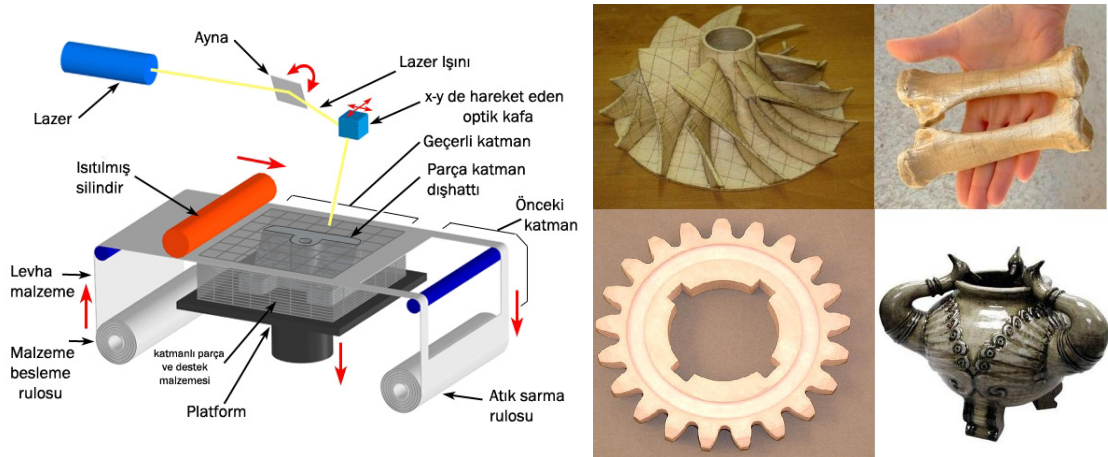 Ayna
Lazer Işını
x-y de hareket eden
optik kafa
Lazer
Geçerli katman
Parça katman
dışhattı
Isıtılmış
silindir
Önceki
katman
Levha
malzeme
Malzeme
besleme
rulosu
katmanlı parça
ve destek
malzemesi
Platform
Atık sarma
rulosu